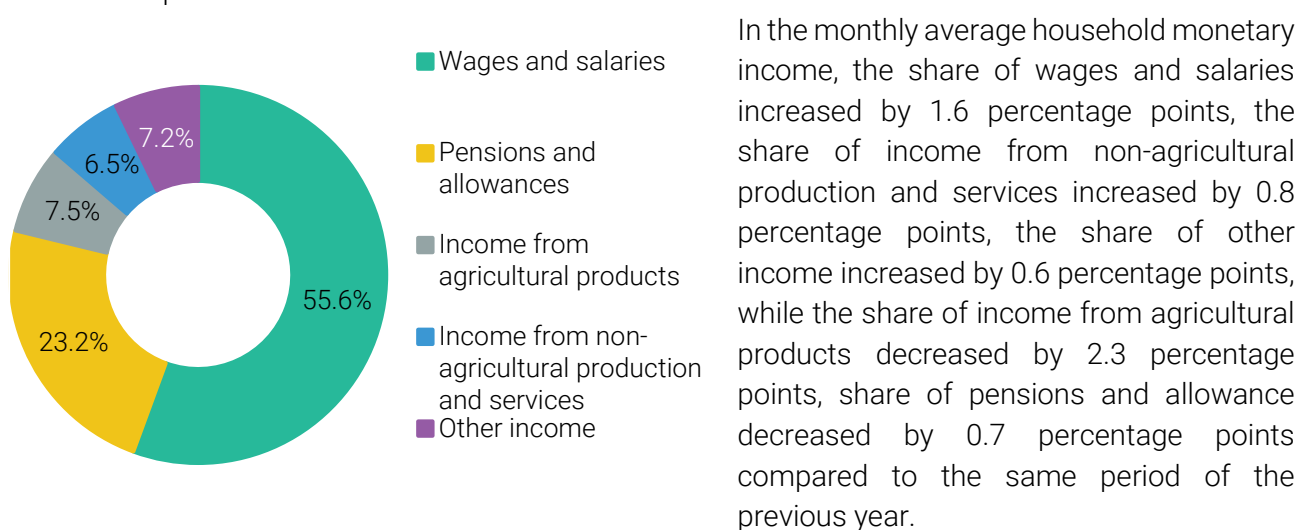 Wages and salaries
Pensions and
allowances
Income from
agricultural products
Income from non-
agricultural production
and services
Other income
7.2%
6.5%
7.5%
55.6%
23.2%
In the monthly average household monetary
income, the share of wages and salaries
increased by 1.6 percentage points, the
share of income from non-agricultural
production and services increased by 0.8
percentage points, the share of other
income increased by 0.6 percentage points,
while the share of income from agricultural
products decreased by 2.3 percentage
points, share of pensions and allowance
decreased by 0.7 percentage points
compared to the same period of the
previous year.